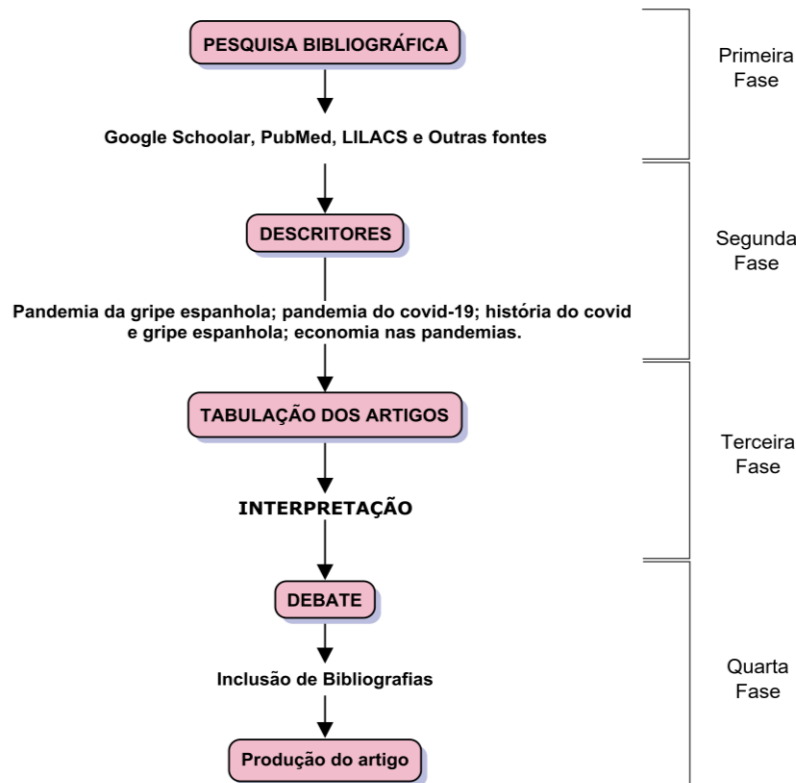 PESQUISA BIBLIOGRÁFICA
Primeira
Fase
Google Schoolar, PubMed, LILACS e Outras fontes
DESCRITORES
Segunda
Fase
Pandemia da gripe espanhola; pandemia do covid-19; história do covid
e gripe espanhola; economia nas pandemias.
TABULAÇÃO DOS ARTIGOS
Terceira
Fase
INTERPRETAÇÃO
DEBATE
Inclusão de Bibliografias
Quarta
Fase
Produção do artigo